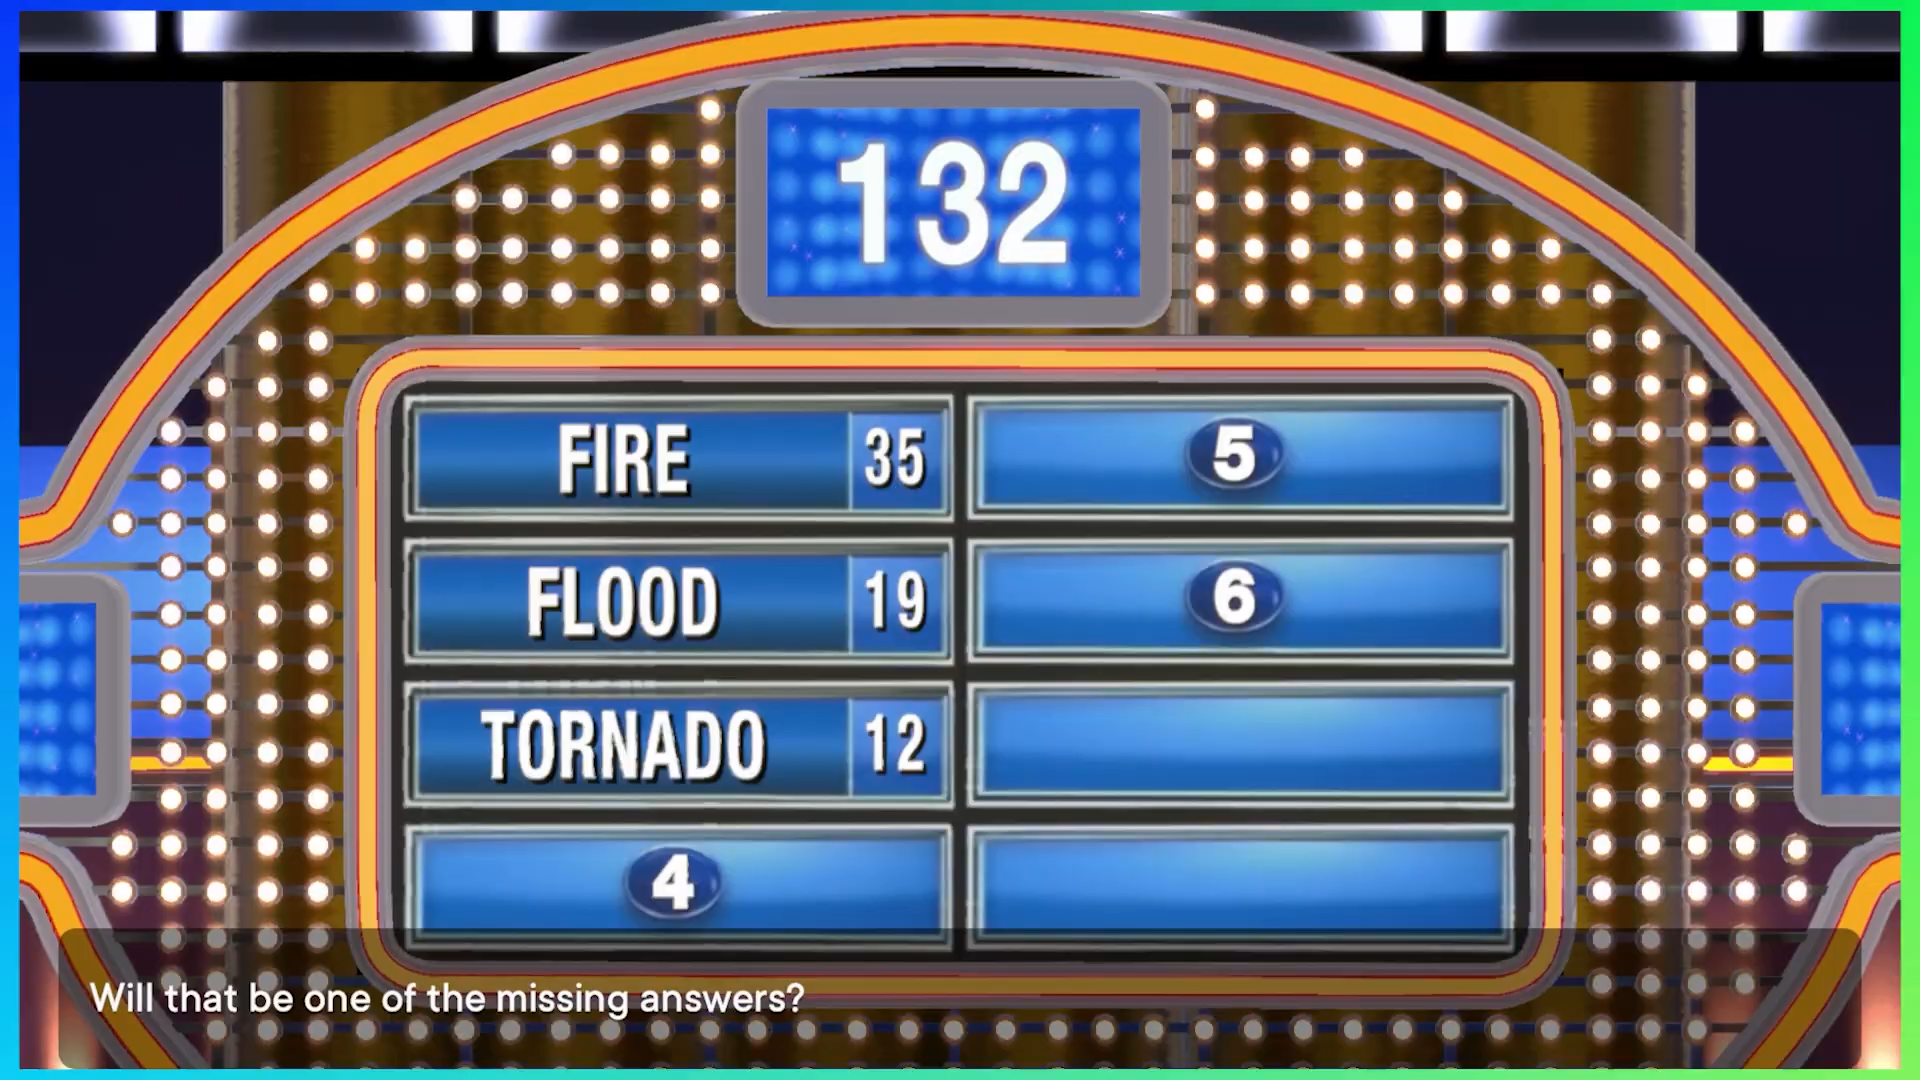 132
FIRE 35
5
FLOOD 19
6
TORNADO 12
4
Will that be one of the missing answers?